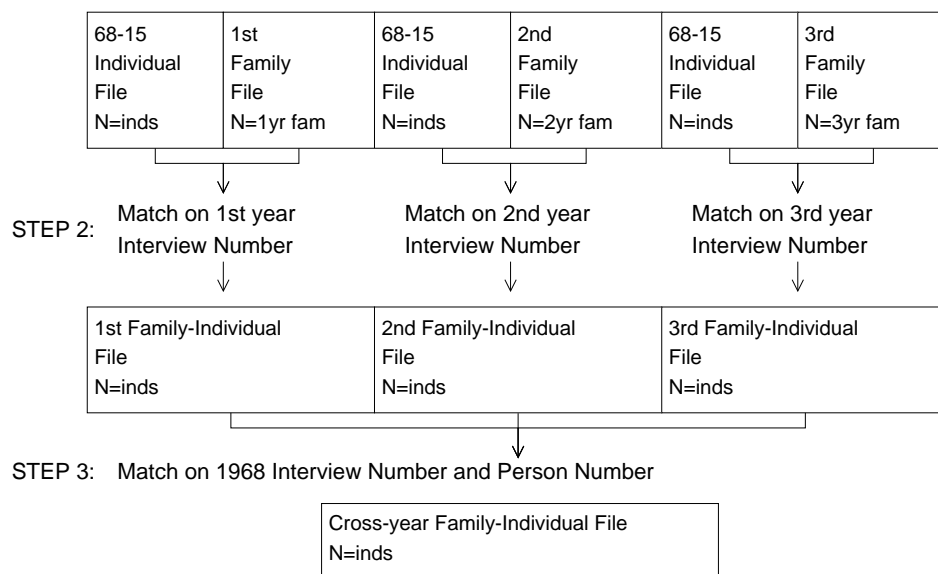 68-15
Individual
File
N=inds
1st
Family
File
N=1yr fam
68-15
Individual
File
N=inds
2nd
Family
File
N=2yr fam
68-15
Individual
File
N=inds
3rd
Family
File
N=3yr fam
STEP 2:
Match on 1st year
Interview Number
Match on 2nd year
Interview Number
Match on 3rd year
Interview Number
1st Family-Individual
File
N=inds
2nd Family-Individual
File
N=inds
3rd Family-Individual
File
N=inds
STEP 3: Match on 1968 Interview Number and Person Number
Cross-year Family-Individual File
N=inds